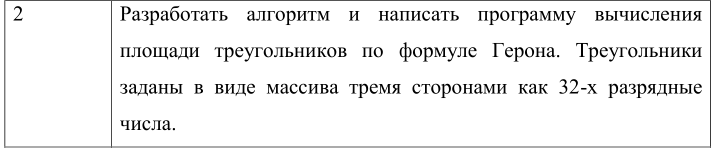 2 Разработать алгоритм и написать программу вычисления
площади треугольников по формуле Герона. Треугольники
заданы в виде массива тремя сторонами как 32-х разрядные
числа.